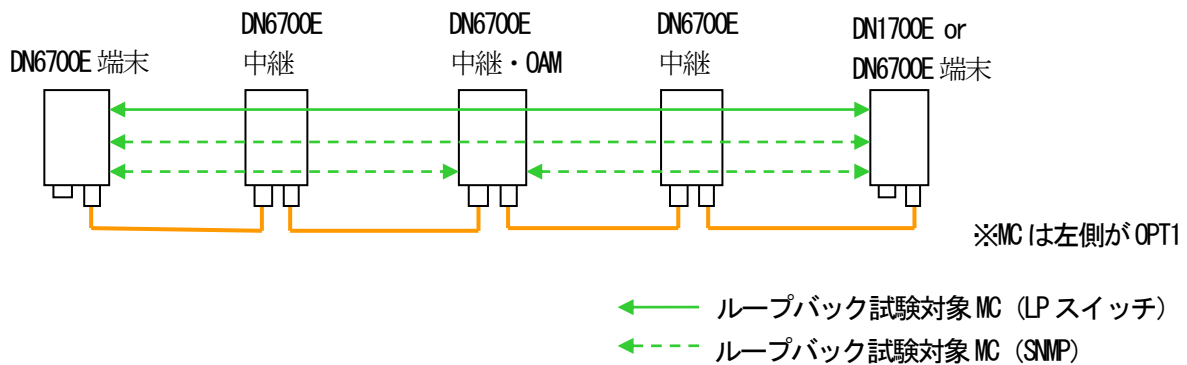 DN6700E 端末
DN6700E
中継
DN6700E
中継・OAM
DN6700E
中継
DN1700E or
DN6700E 端末
※MC は左側が OPT1
ループバック試験対象 MC（LP スイッチ）
ループバック試験対象 MC（SNMP）